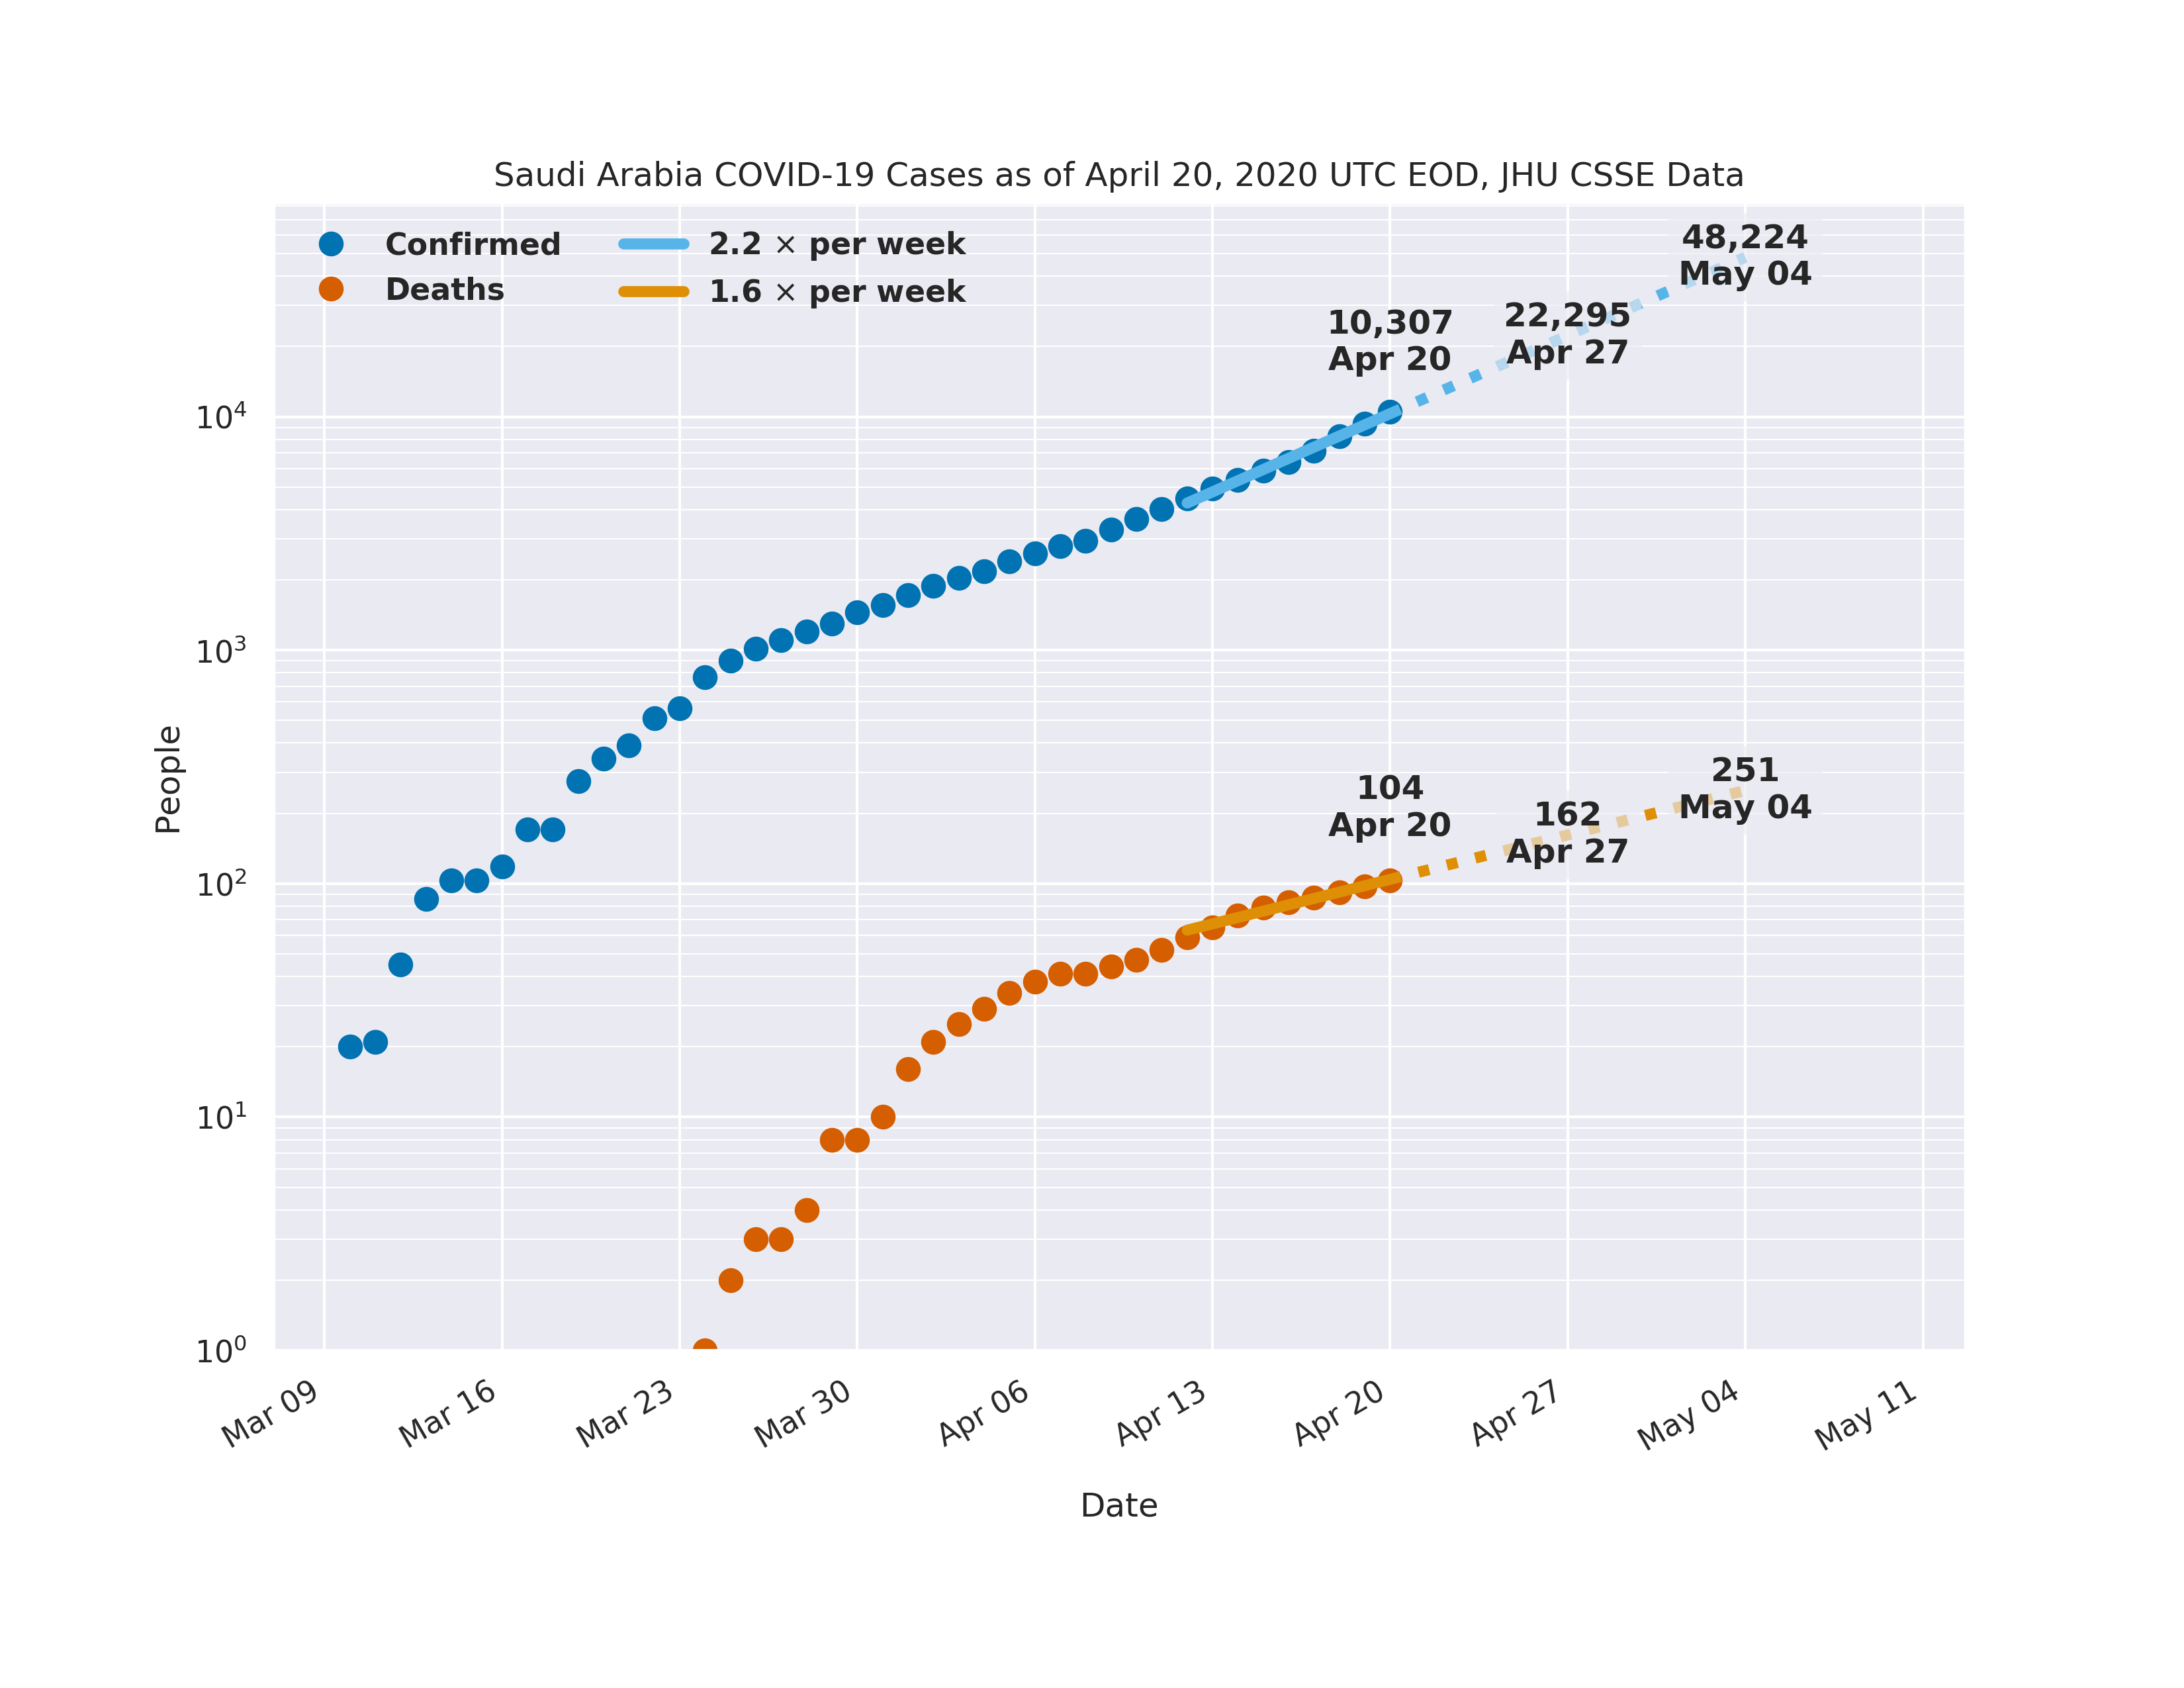 Saudi Arabia COVID-19 Cases as of April 20, 2020 UTC EOD, JHU CSSE Data
Confirmed
Deaths
2.2 × per week
1.6 × per week
48,224
May 04
22,295
Apr 27
10,307
Apr 20
251
May 04
162
Apr 27
104
Apr 20
People
10⁴
10³
10²
10¹
10⁰
Mar 09
Mar 16
Mar 23
Mar 30
Apr 06
Apr 13
Apr 20
Apr 27
May 04
May 11
Date